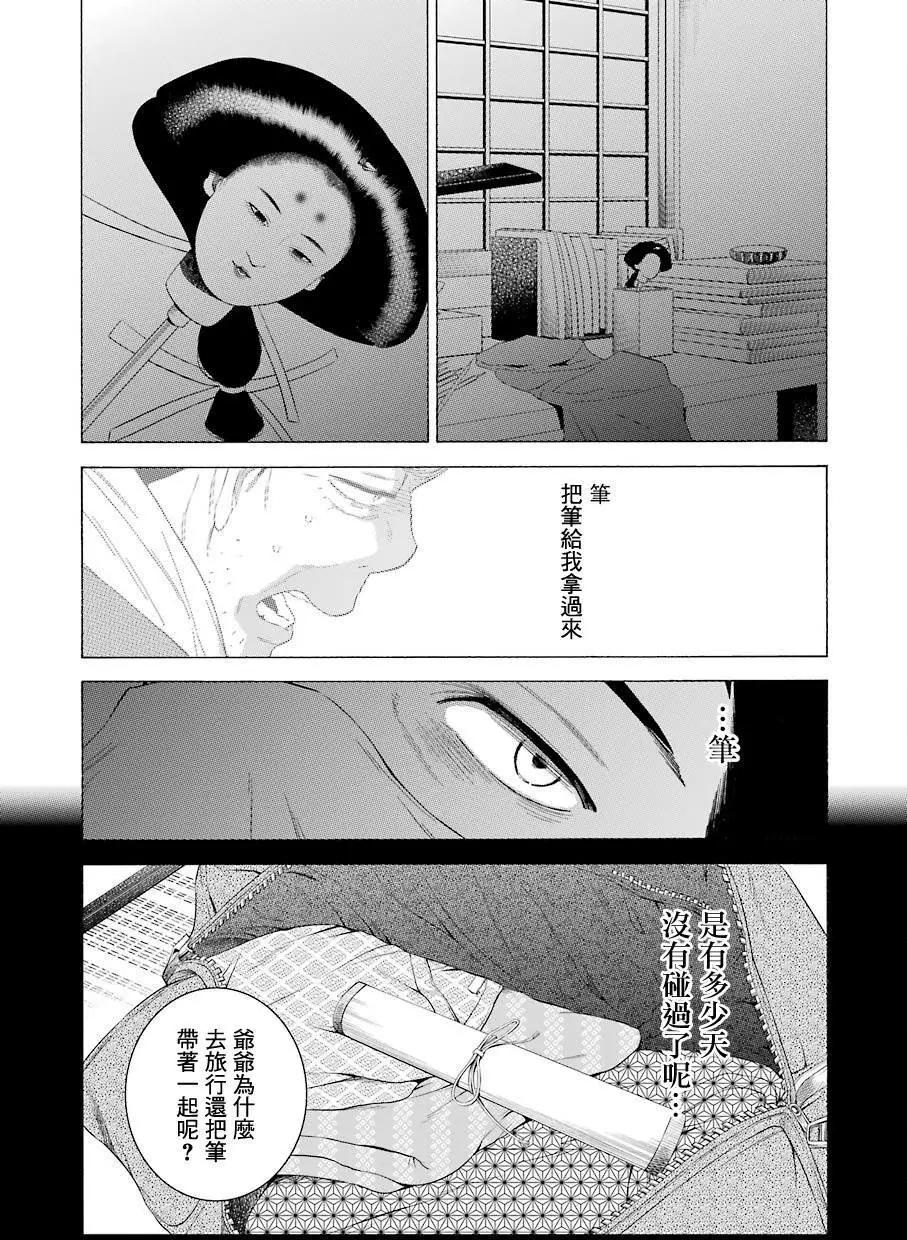 筆
把筆給我拿過來
…筆
是有多少天
沒有碰過了呢…
爺爺為什麼
去旅行還把筆
帶著一起呢?